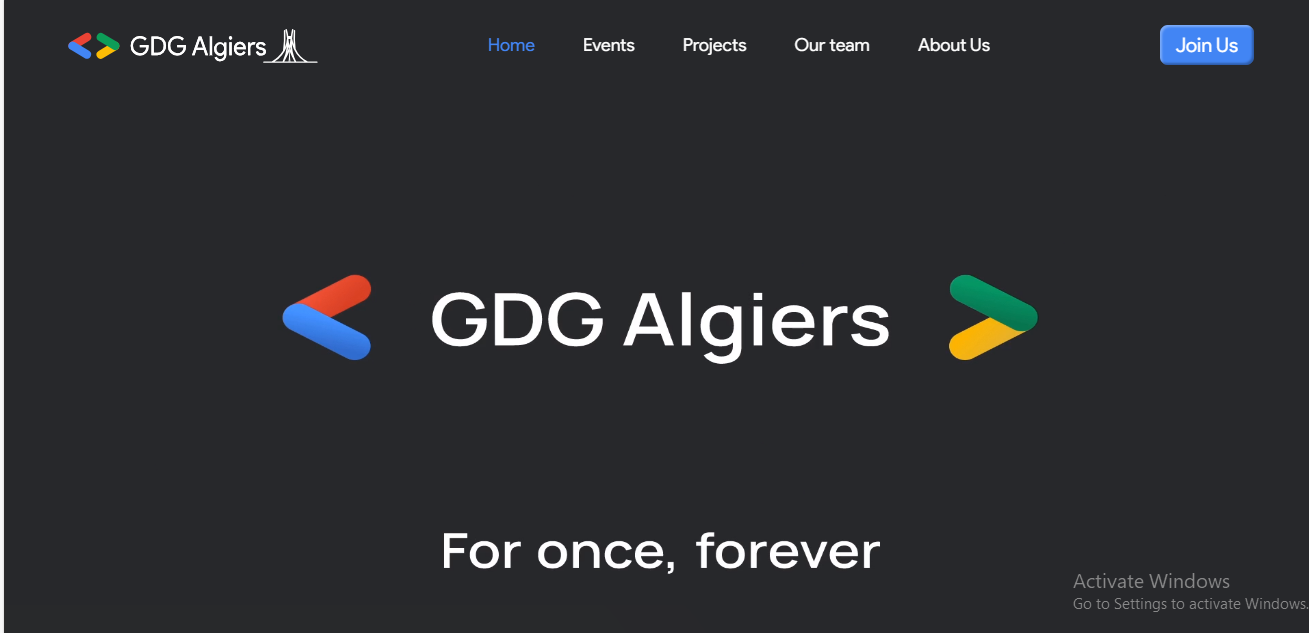 GDG Algiers
Home Events Projects Our team About Us
Join Us
GDG Algiers
For once, forever
Activate Windows
Go to Settings to activate Windows.